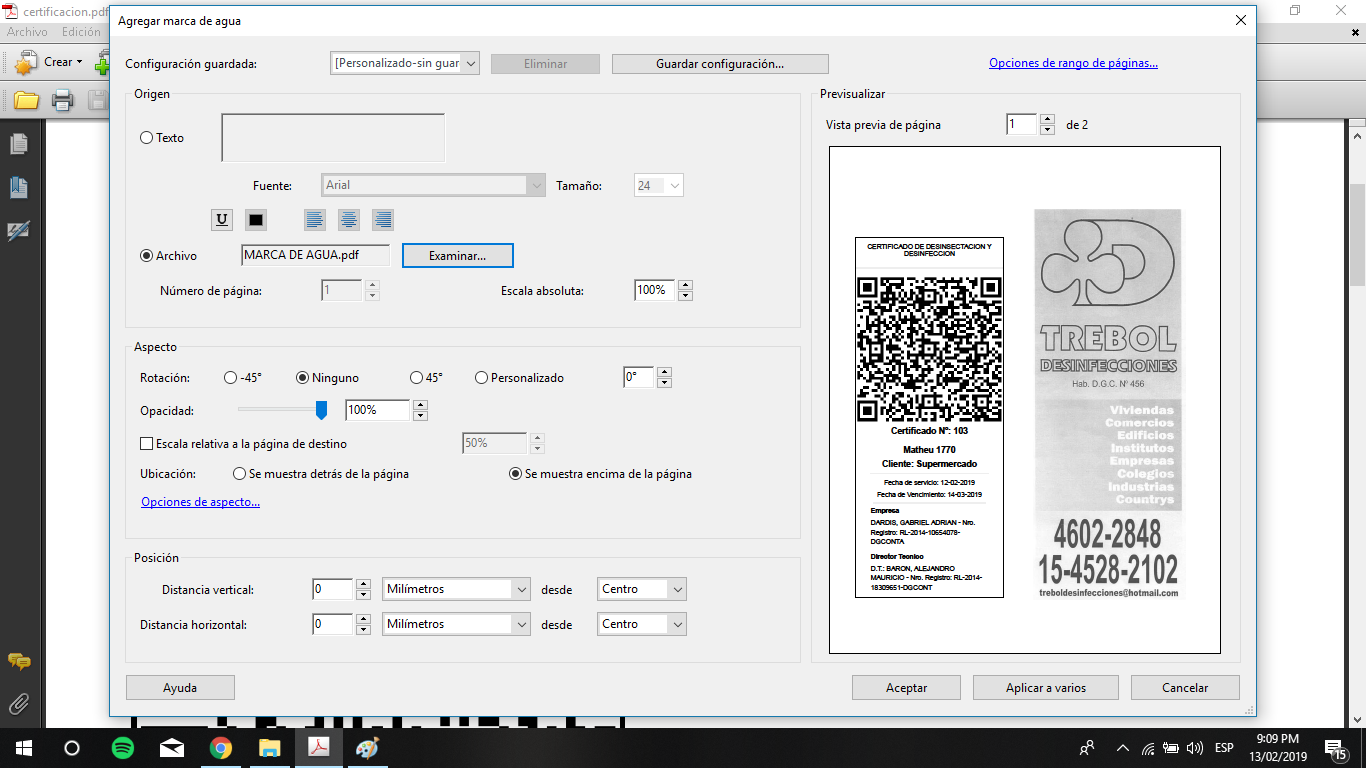 certificacion.pdf
Agregar marca de agua
Archivo Edición
Crear
Configuración guardada: [Personalizado-sin guar Eliminar Guardar configuración... Opciones de rango de páginas...
Origen
Texto
Fuente: Arial Tamaño: 24
U
Archivo MARCA DE AGUA.pdf Examinar...
Número de página: 1 Escala absoluta: 100%
Aspecto
Rotación: -45° Ninguno 45° Personalizado 0°
Opacidad: 100%
Escala relativa a la página de destino 50%
Ubicación: Se muestra detrás de la página Se muestra encima de la página
Opciones de aspecto...
Posición
Distancia vertical: 0 Milímetros desde Centro
Distancia horizontal: 0 Milímetros desde Centro
Ayuda
Previsualizar
Vista previa de página 1 de 2
CERTIFICADO DE DESINSECTACION Y
DESINFECCION
Certificado Nº: 103
Matheu 1770
Cliente: Supermercado
Fecha de servicio: 12-02-2019
Fecha de Vencimiento: 14-03-2019
Empresa
DARDIS, GABRIEL ADRIAN - Nro.
Registro: RL-2014-10654078-
DGCONTA
Director Tecnico
D.T.: BARON, ALEJANDRO
MAURICIO - Nro. Registro: RL-2014-
18309651-DGCONT
TREBOL
DESINFECCIONES
Hab. D.G.C. Nº 456
Viviendas
Comercios
Edificios
Institutos
Empresas
Colegios
Industrias
Countrys
4602-2848
15-4528-2102
treboldesinfecciones@hotmail.com
Aceptar Aplicar a varios Cancelar
ESP
9:09 PM
13/02/2019
15